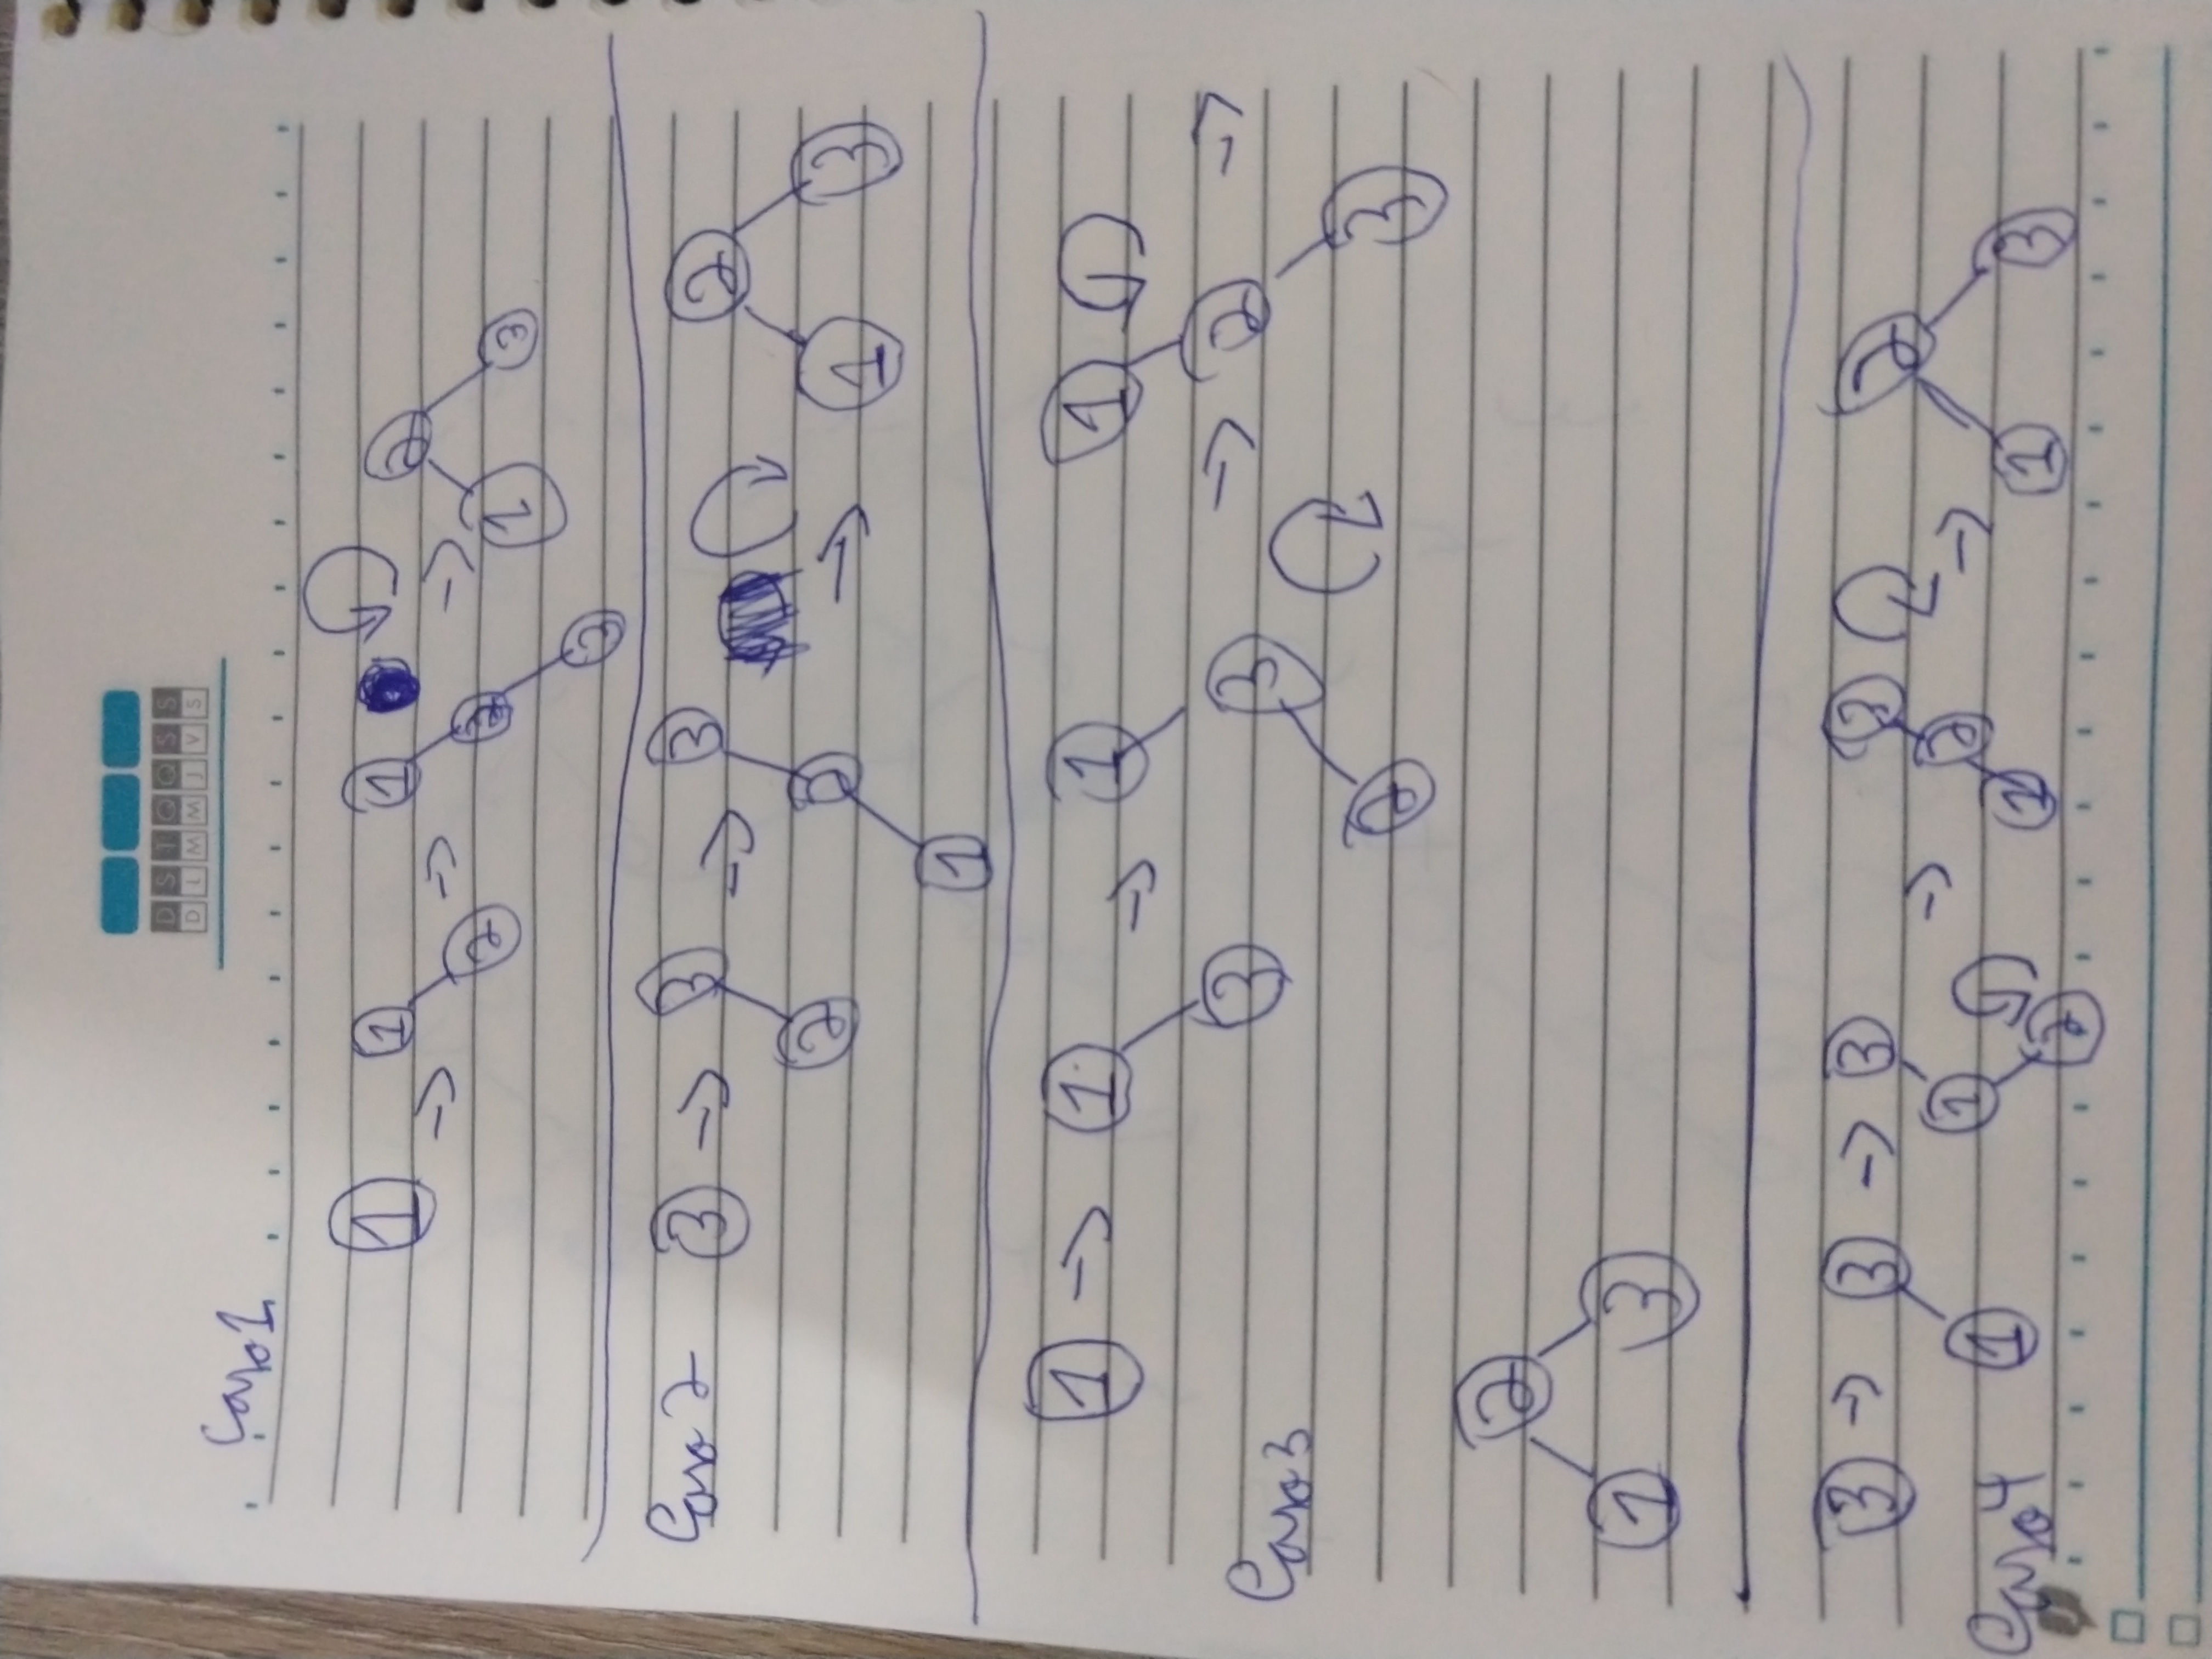 D S T Q Q S S
D L M M J V S
Caso 1
1 -> 1 2 -> 1 2 3 -> 2 1 3
Caso 2 3 -> 3 2 -> 3 2 1 -> 2 1 3
1 -> 1 3 -> 1 3 2 -> 1 2 3 ->
Caso 3
2
1 3
3 -> 3 1 -> 3 1 2 -> 3 2 1 -> 2 1 3
Caso 4